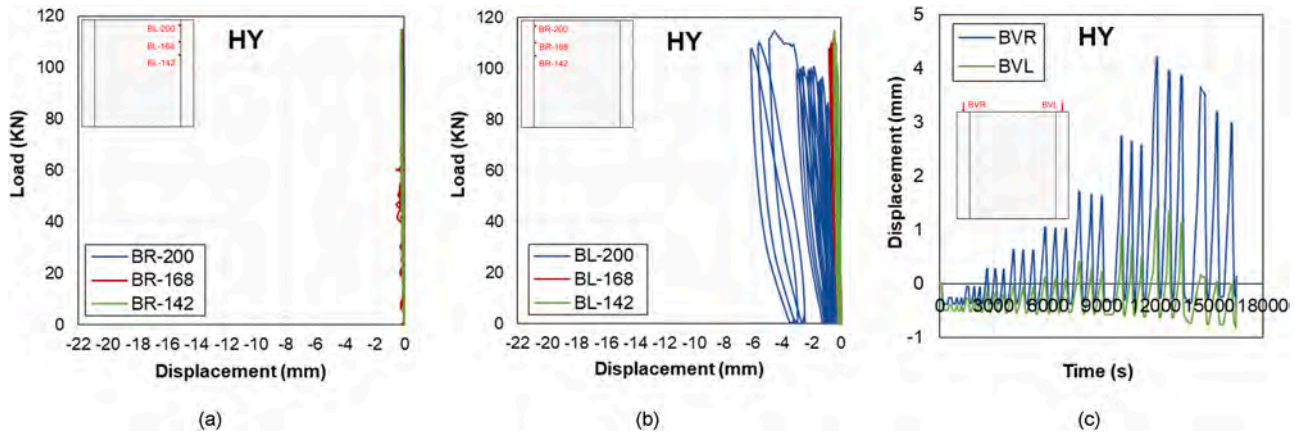 120
100
80
60
40
20
0
Load (KN)
BL-200
BL-168
BL-142
HY
BR-200
BR-168
BR-142
-22 -20 -18 -16 -14 -12 -10 -8 -6 -4 -2 0
Displacement (mm)
(a)
120
100
80
60
40
20
0
Load (KN)
BR-200
BR-168
BR-142
HY
BL-200
BL-168
BL-142
-22 -20 -18 -16 -14 -12 -10 -8 -6 -4 -2 0
Displacement (mm)
(b)
5
4
3
2
1
0
-1
Displacement (mm)
BVR
BVL
HY
BVR BVL
0 3000 6000 9000 12000 15000 18000
Time (s)
(c)